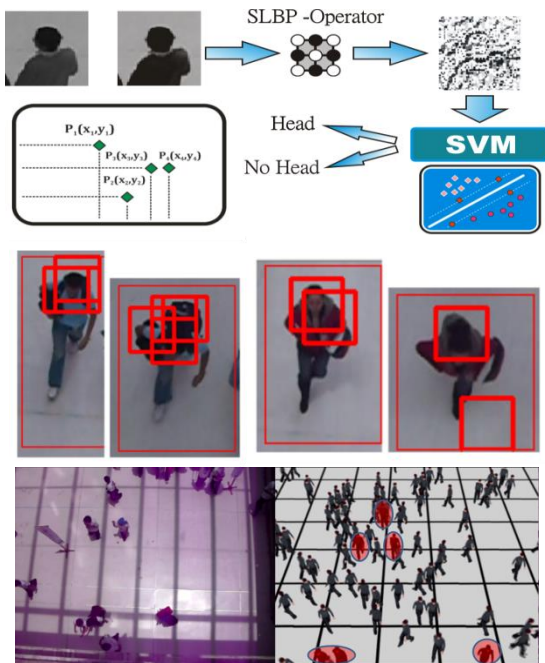 SLBP -Operator
P₁(x₁,y₁)
P₃(x₃,y₃) P₄(x₄,y₄)
P₂(x₂,y₂)
Head
No Head
SVM